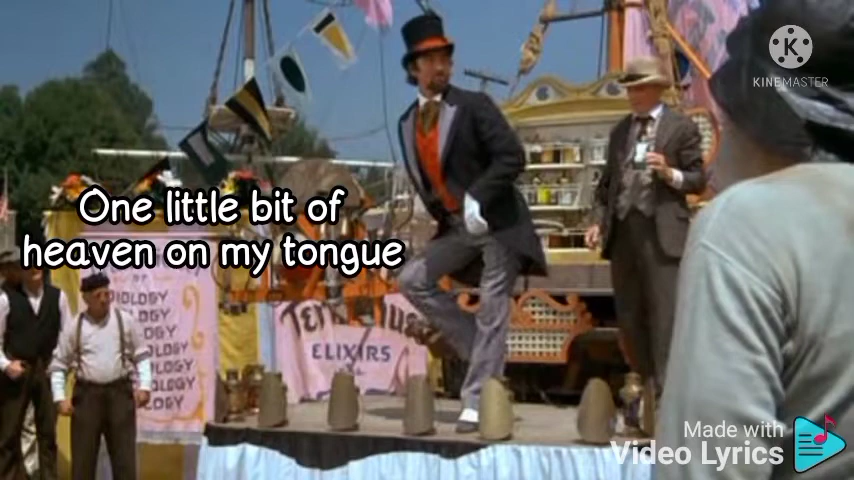 KINEMASTER
One little bit of
heaven on my tongue
ELIXIRS
Made with
Video Lyrics